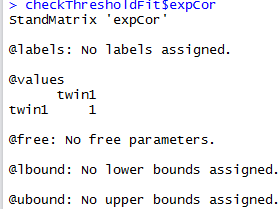 > checkThresholdFit$expCor
StandMatrix 'expCor'
@labels: No labels assigned.
@values
twin1
twin1 1
@free: No free parameters.
@lbound: No lower bounds assigned.
@ubound: No upper bounds assigned.